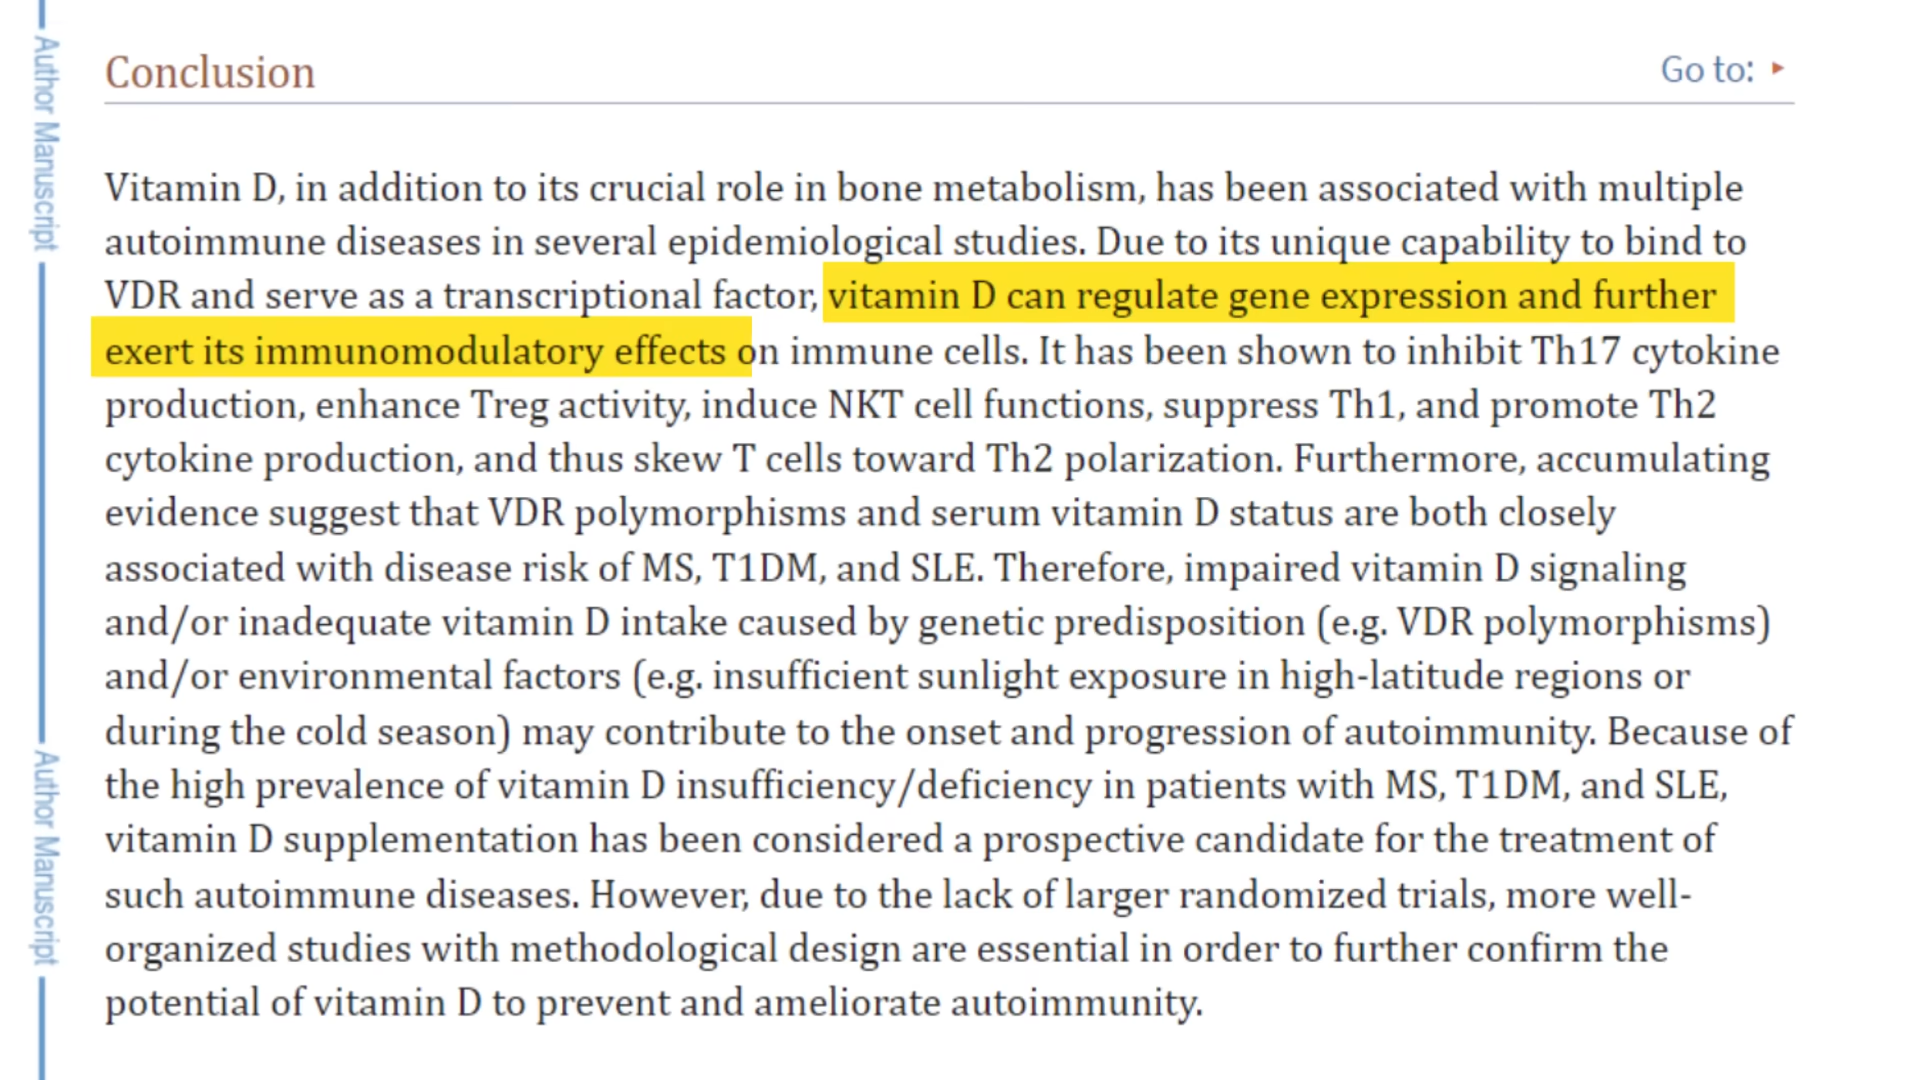 Conclusion
Go to:
Vitamin D, in addition to its crucial role in bone metabolism, has been associated with multiple
autoimmune diseases in several epidemiological studies. Due to its unique capability to bind to
VDR and serve as a transcriptional factor, vitamin D can regulate gene expression and further
exert its immunomodulatory effects on immune cells. It has been shown to inhibit Th17 cytokine
production, enhance Treg activity, induce NKT cell functions, suppress Th1, and promote Th2
cytokine production, and thus skew T cells toward Th2 polarization. Furthermore, accumulating
evidence suggest that VDR polymorphisms and serum vitamin D status are both closely
associated with disease risk of MS, T1DM, and SLE. Therefore, impaired vitamin D signaling
and/or inadequate vitamin D intake caused by genetic predisposition (e.g. VDR polymorphisms)
and/or environmental factors (e.g. insufficient sunlight exposure in high-latitude regions or
during the cold season) may contribute to the onset and progression of autoimmunity. Because of
the high prevalence of vitamin D insufficiency/deficiency in patients with MS, T1DM, and SLE,
vitamin D supplementation has been considered a prospective candidate for the treatment of
such autoimmune diseases. However, due to the lack of larger randomized trials, more well-
organized studies with methodological design are essential in order to further confirm the
potential of vitamin D to prevent and ameliorate autoimmunity.
Author Manuscript
Author Manuscript